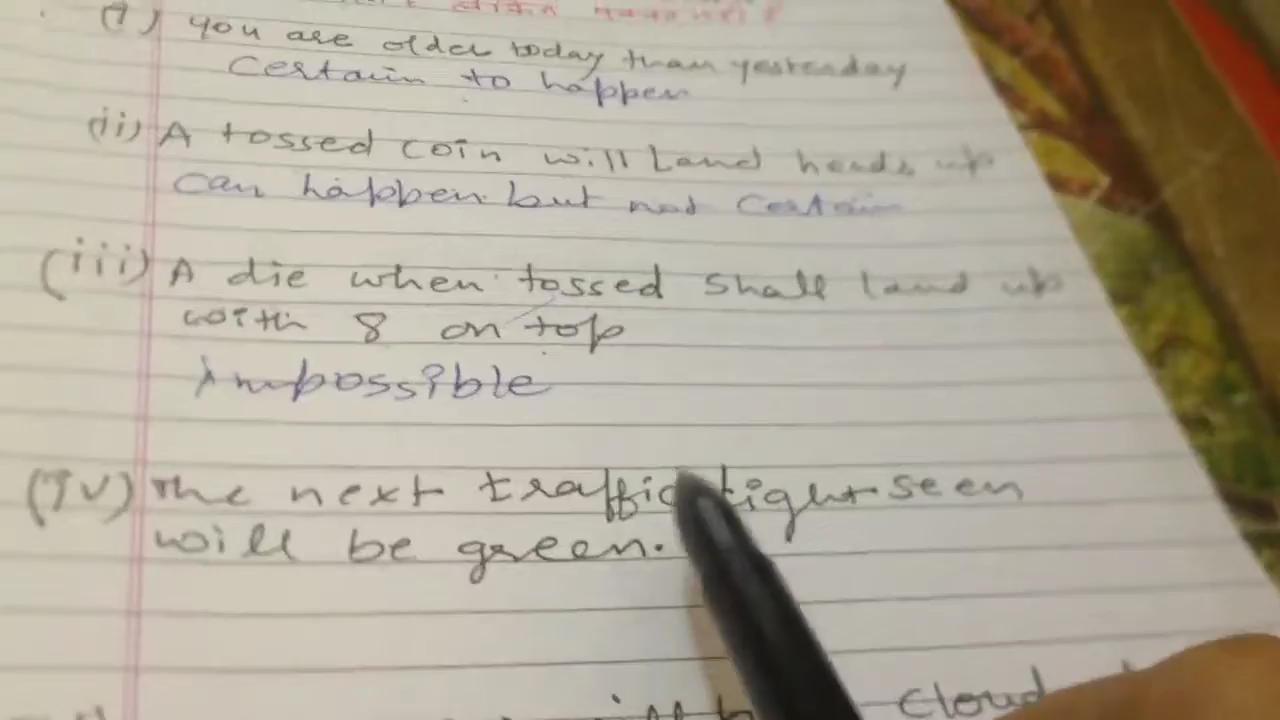 (i) you are older today than yesterday
Certain to happen
(ii) A tossed coin will Land heads up
can happen but not certain
(iii) A die when tossed shall land up
with 8 on top
impossible
(iv) The next traffic light seen
will be green.
cloud